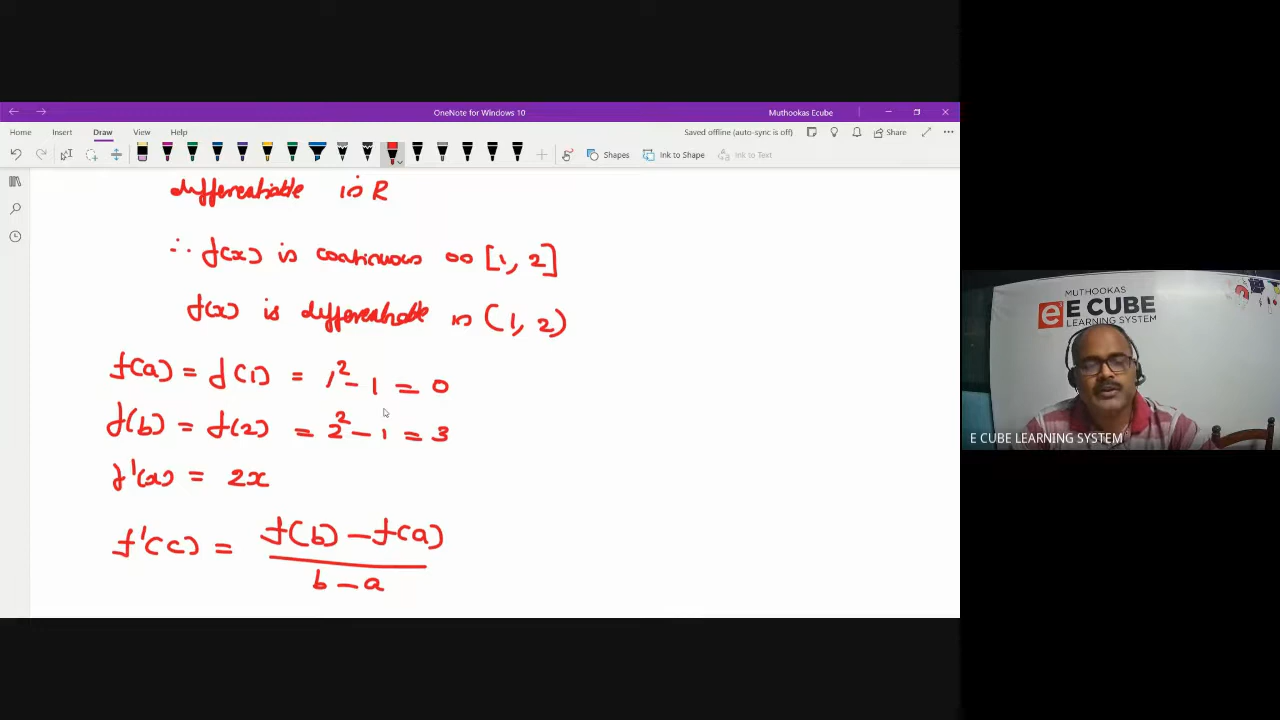 OneNote for Windows 10
Muthookas Ecube
Home Insert Draw View Help
Saved offline (auto-sync is off)
Share
Shapes
Ink to Shape
Ink to Text
differentiable in R
∴ f(x) is continuous on [1, 2]
f(x) is differentiable in (1, 2)
f(a) = f(1) = 1² - 1 = 0
f(b) = f(2) = 2² - 1 = 3
f'(x) = 2x
f'(c) = f(b) - f(a)
b - a
MUTHOOKAS
e E CUBE
LEARNING SYSTEM
E CUBE LEARNING SYSTEM